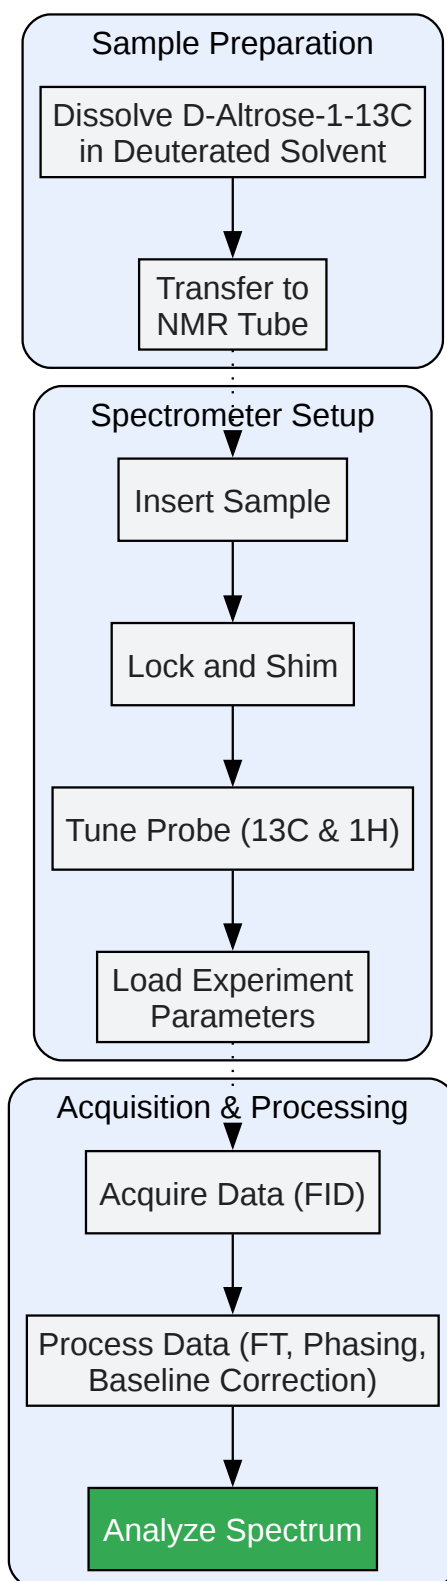 Sample Preparation
Dissolve D-Altrose-1-13C
in Deuterated Solvent
Transfer to
NMR Tube
Spectrometer Setup
Insert Sample
Lock and Shim
Tune Probe (13C & 1H)
Load Experiment
Parameters
Acquisition & Processing
Acquire Data (FID)
Process Data (FT, Phasing,
Baseline Correction)
Analyze Spectrum